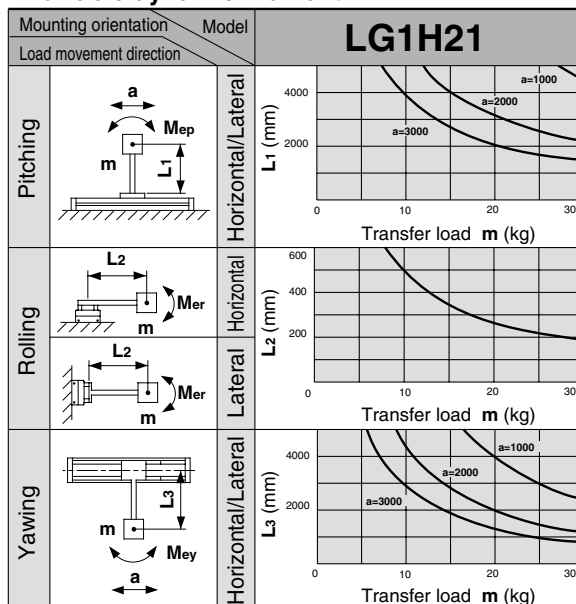 Mounting orientation Model
Load movement direction
LG1H21
Pitching
a
Mep
m
L1
Horizontal/Lateral
L1 (mm)
4000
2000
a=1000
a=2000
a=3000
0 10 20 30
Transfer load m (kg)
Rolling
L2
Mer
m
Horizontal
L2
Mer
m
Lateral
L2 (mm)
600
400
200
0 10 20 30
Transfer load m (kg)
Yawing
L3
m
Mey
a
Horizontal/Lateral
L3 (mm)
4000
2000
a=1000
a=2000
a=3000
0 10 20 30
Transfer load m (kg)